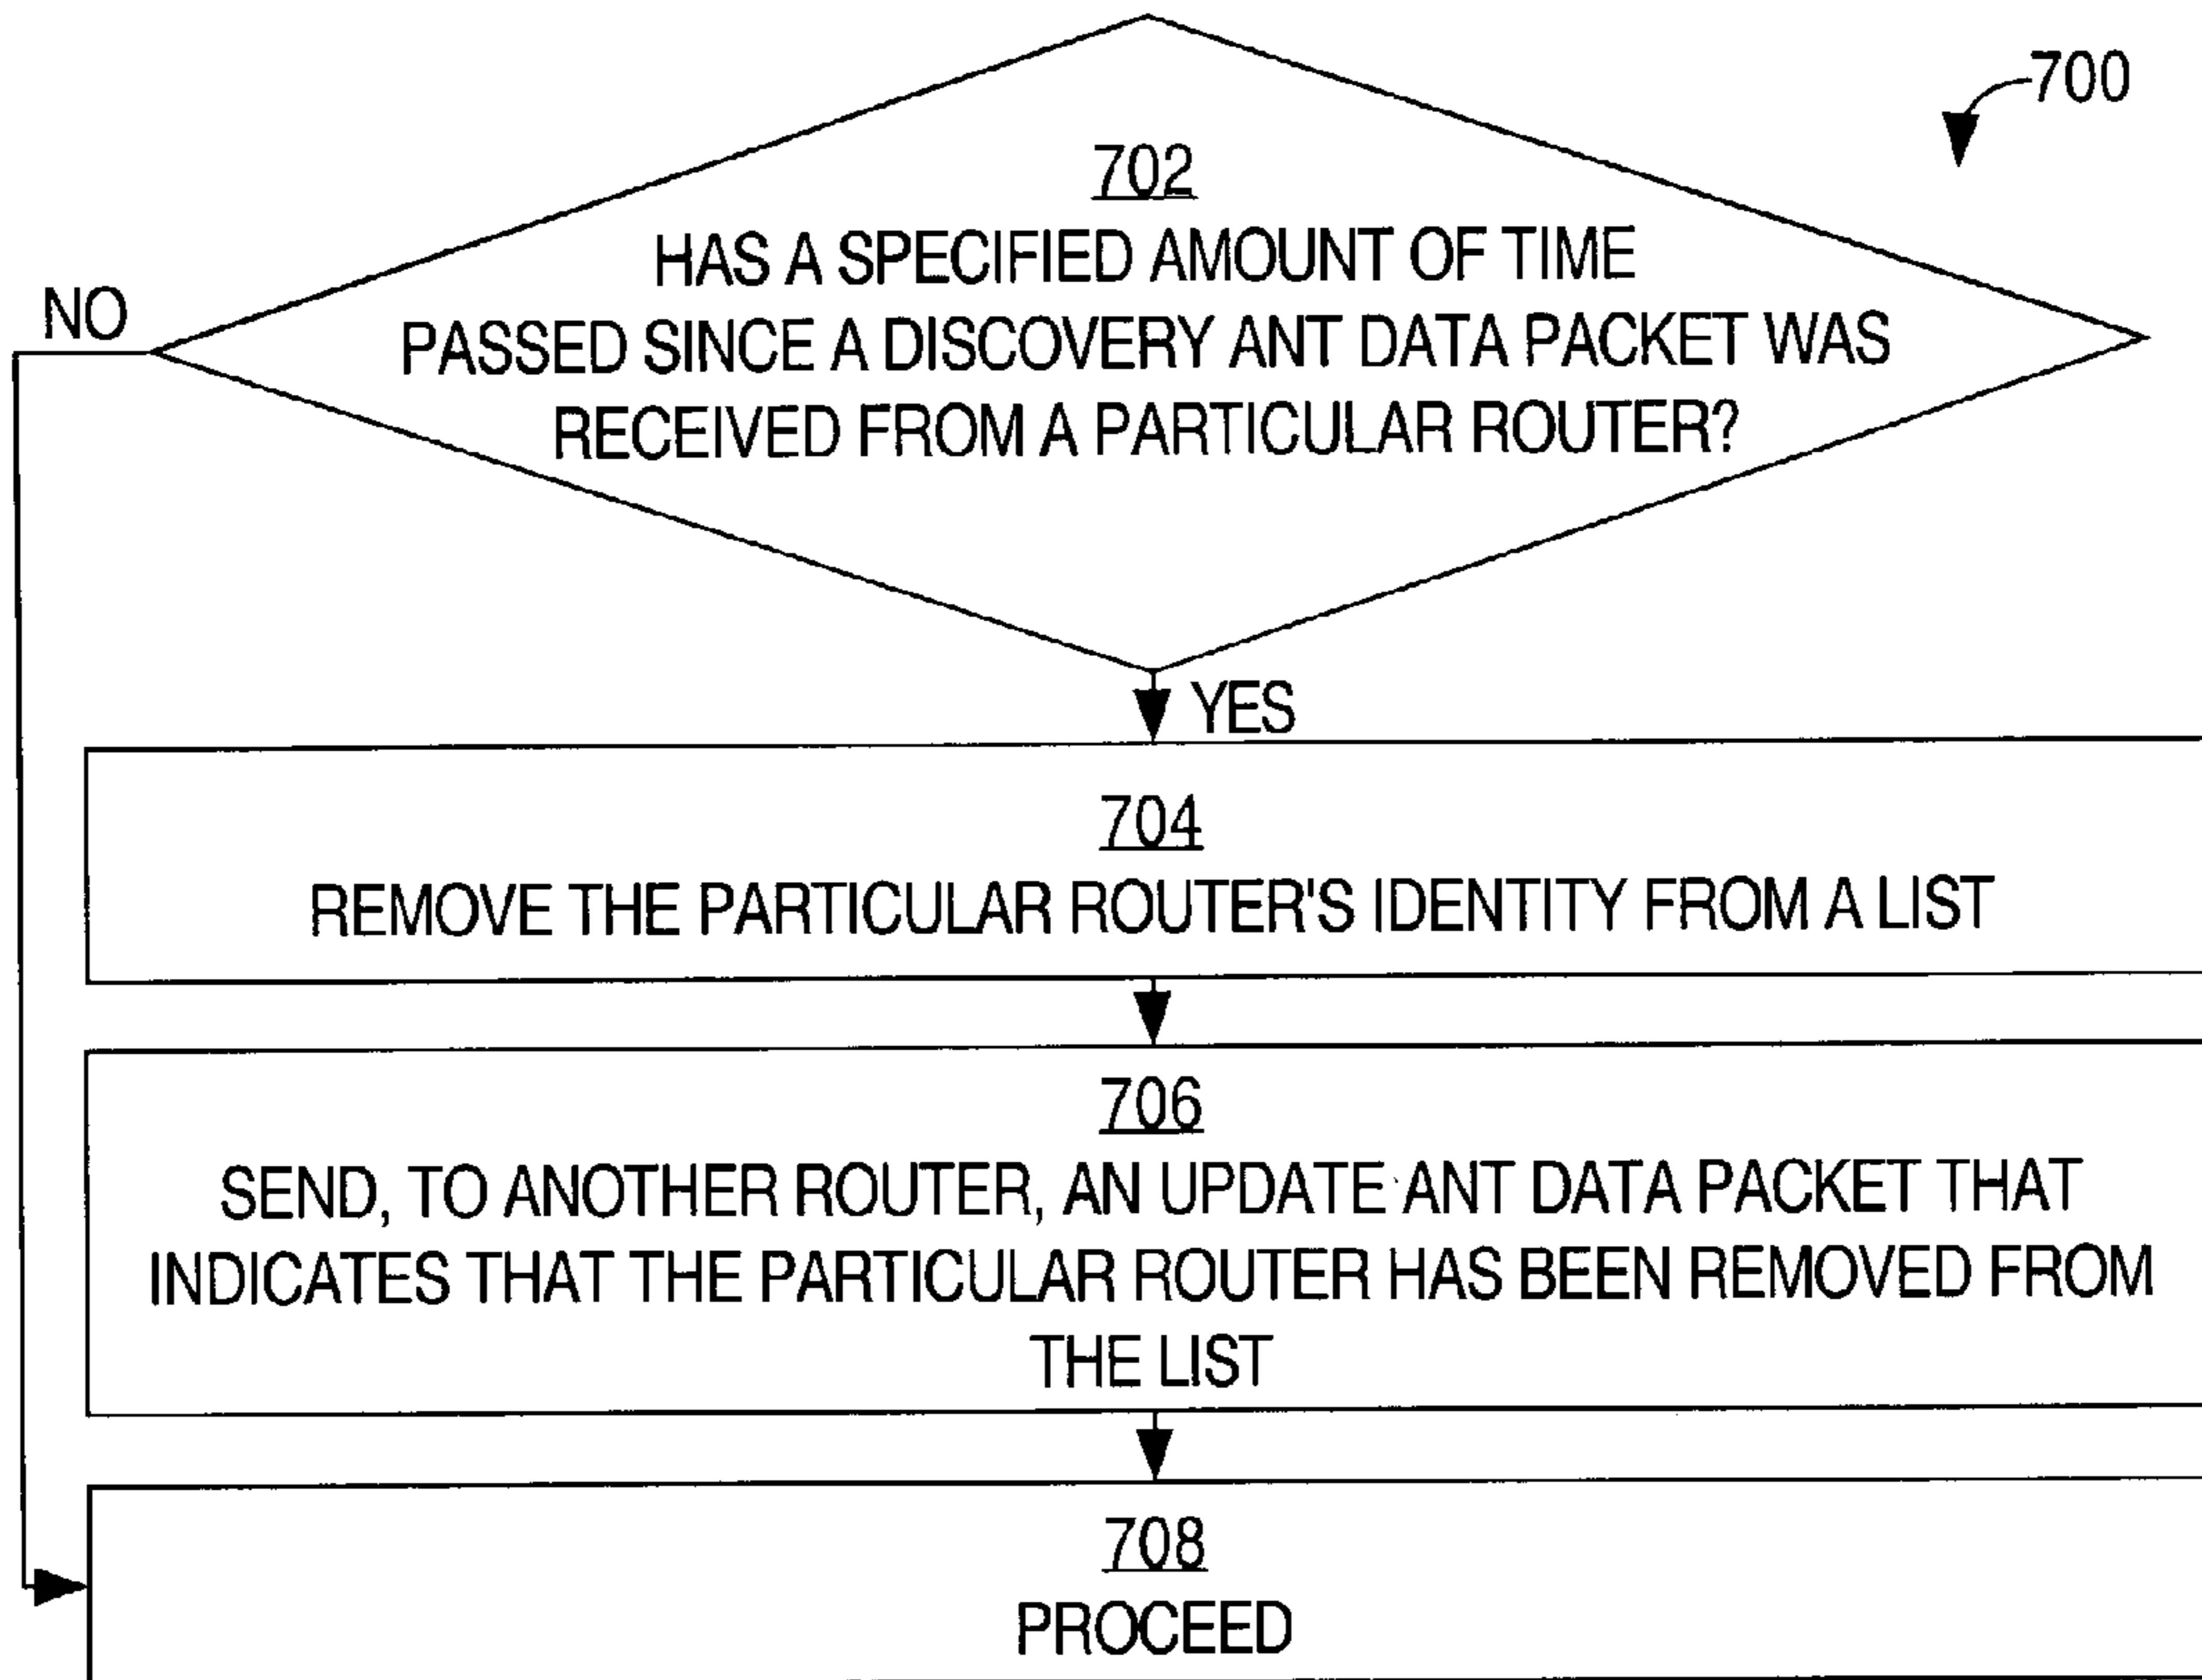 700
702
HAS A SPECIFIED AMOUNT OF TIME
PASSED SINCE A DISCOVERY ANT DATA PACKET WAS
RECEIVED FROM A PARTICULAR ROUTER?
NO
YES
704
REMOVE THE PARTICULAR ROUTER'S IDENTITY FROM A LIST
706
SEND, TO ANOTHER ROUTER, AN UPDATE ANT DATA PACKET THAT
INDICATES THAT THE PARTICULAR ROUTER HAS BEEN REMOVED FROM
THE LIST
708
PROCEED